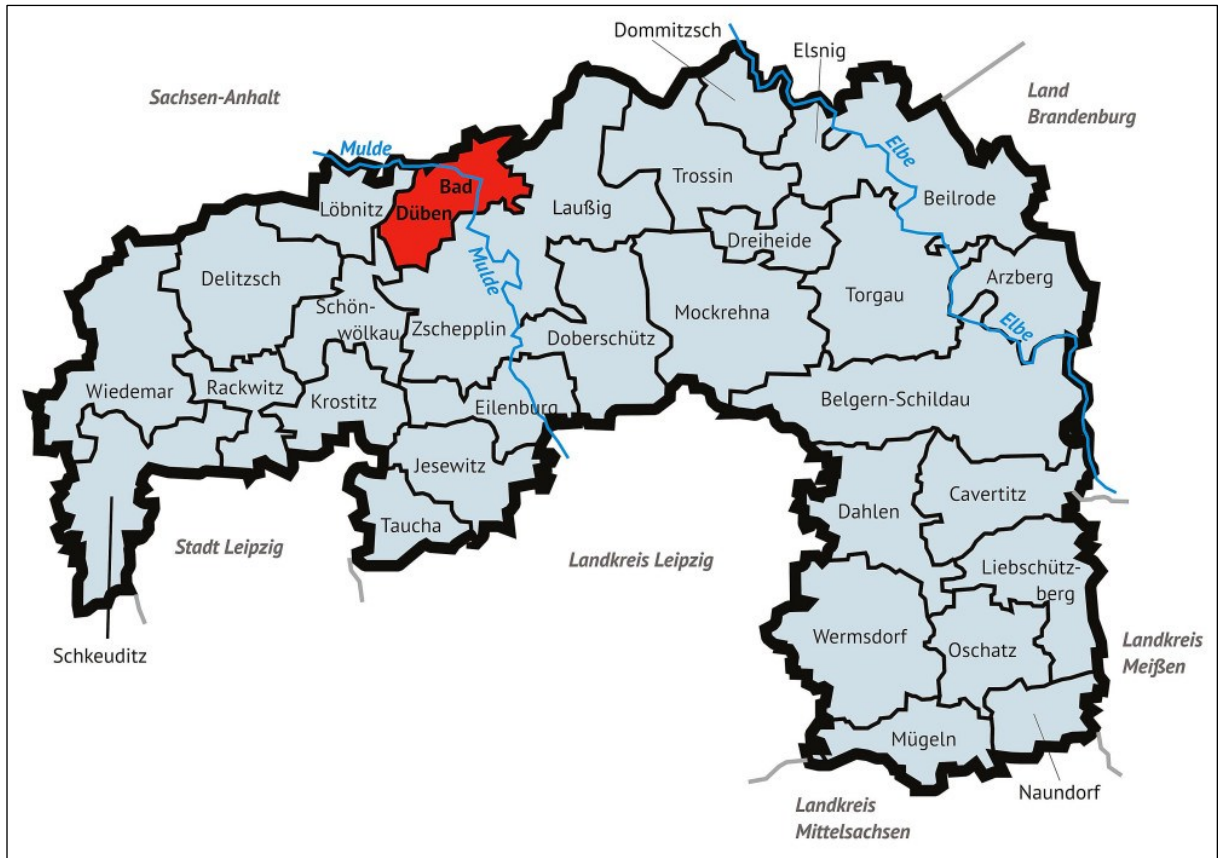 Dommitzsch
Elsnig
Sachsen-Anhalt
Land
Brandenburg
Mulde
Elbe
Bad
Düben
Löbnitz
Laußig
Trossin
Beilrode
Dreiheide
Delitzsch
Mulde
Arzberg
Schön-
wölkau
Zschepplin
Doberschütz
Mockrehna
Torgau
Elbe
Wiedemar
Rackwitz
Krostitz
Eilenburg
Belgern-Schildau
Jesewitz
Taucha
Cavertitz
Dahlen
Stadt Leipzig
Landkreis Leipzig
Liebschütz-
berg
Wermsdorf
Oschatz
Landkreis
Meißen
Schkeuditz
Mügeln
Naundorf
Landkreis
Mittelsachsen